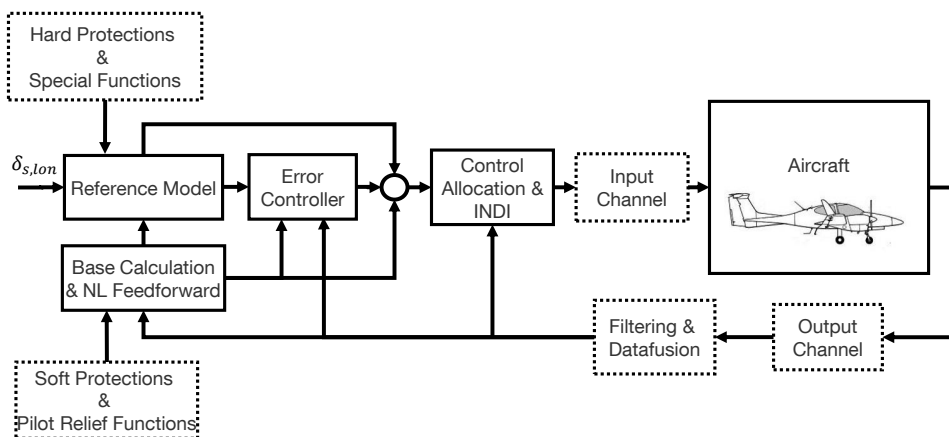 Hard Protections
&
Special Functions
δs,lon
Reference Model
Error
Controller
Control
Allocation &
INDI
Input
Channel
Aircraft
Base Calculation
& NL Feedforward
Filtering &
Datafusion
Output
Channel
Soft Protections
&
Pilot Relief Functions